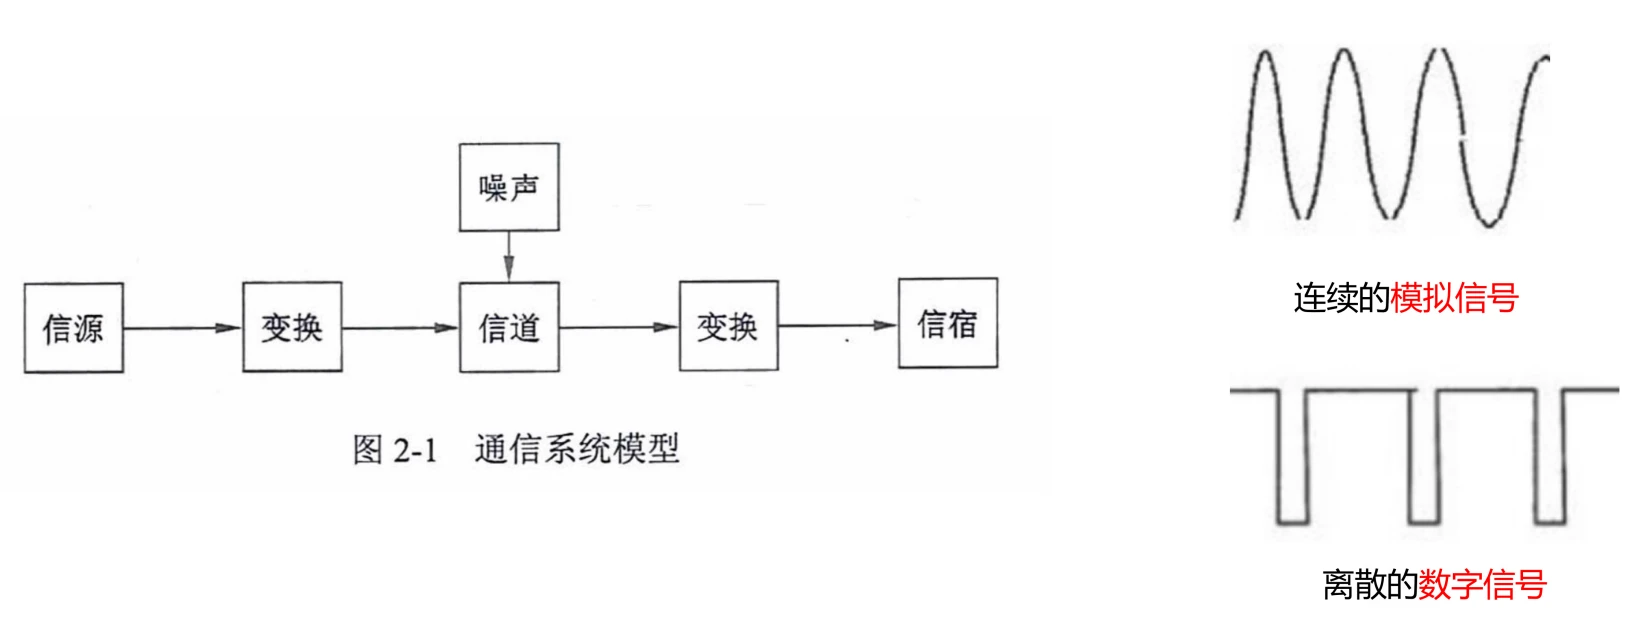 噪声
信源
变换
信道
变换
信宿
图 2-1 通信系统模型
连续的模拟信号
离散的数字信号